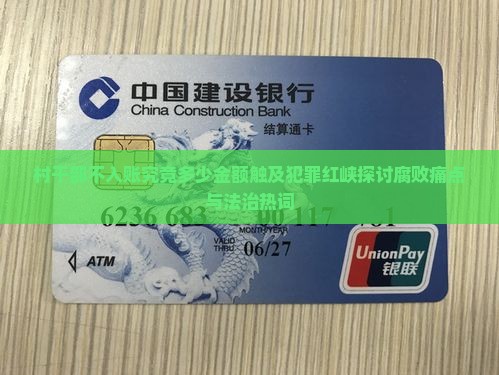 中国建设银行
China Construction Bank
结算通卡
村干部不入账究竟多少金额触及犯罪红峡探讨腐败痛点
与法治热词
6236 683 117
MONTH/YEAR
VALID
THRU
06/27
ATM
UnionPay
银联